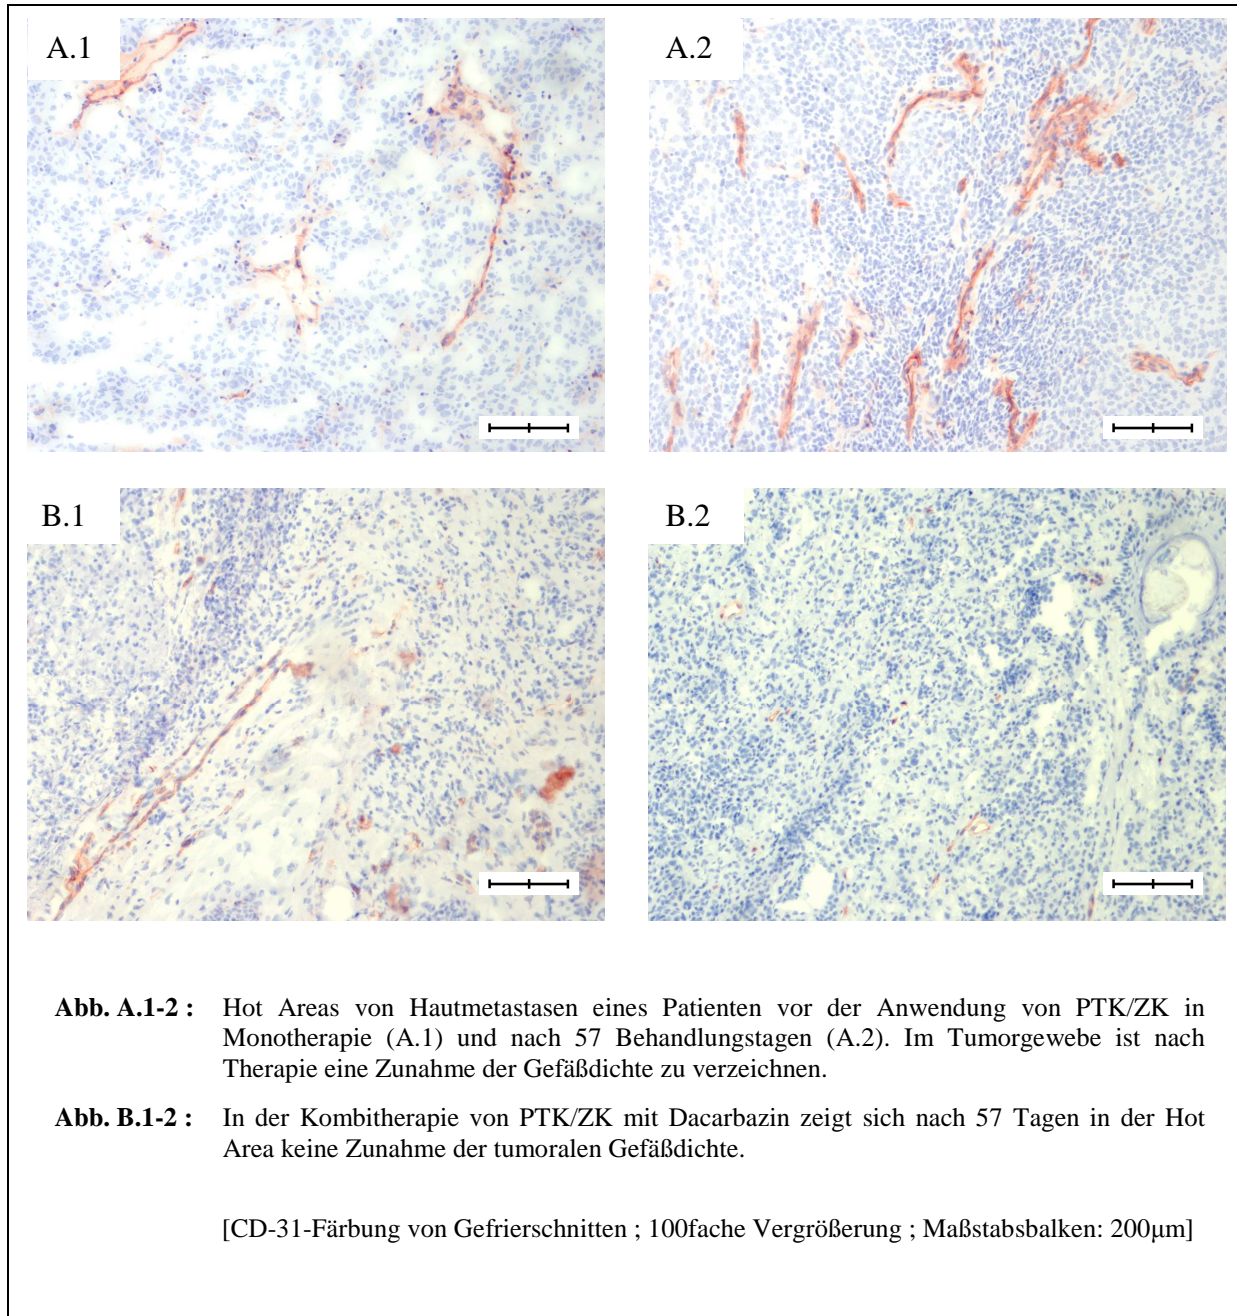 A.1
A.2
B.1
B.2
Abb. A.1-2 : Hot Areas von Hautmetastasen eines Patienten vor der Anwendung von PTK/ZK in
Monotherapie (A.1) und nach 57 Behandlungstagen (A.2). Im Tumorgewebe ist nach
Therapie eine Zunahme der Gefäßdichte zu verzeichnen.
Abb. B.1-2 : In der Kombitherapie von PTK/ZK mit Dacarbazin zeigt sich nach 57 Tagen in der Hot
Area keine Zunahme der tumoralen Gefäßdichte.
[CD-31-Färbung von Gefrierschnitten ; 100fache Vergrößerung ; Maßstabsbalken: 200µm]